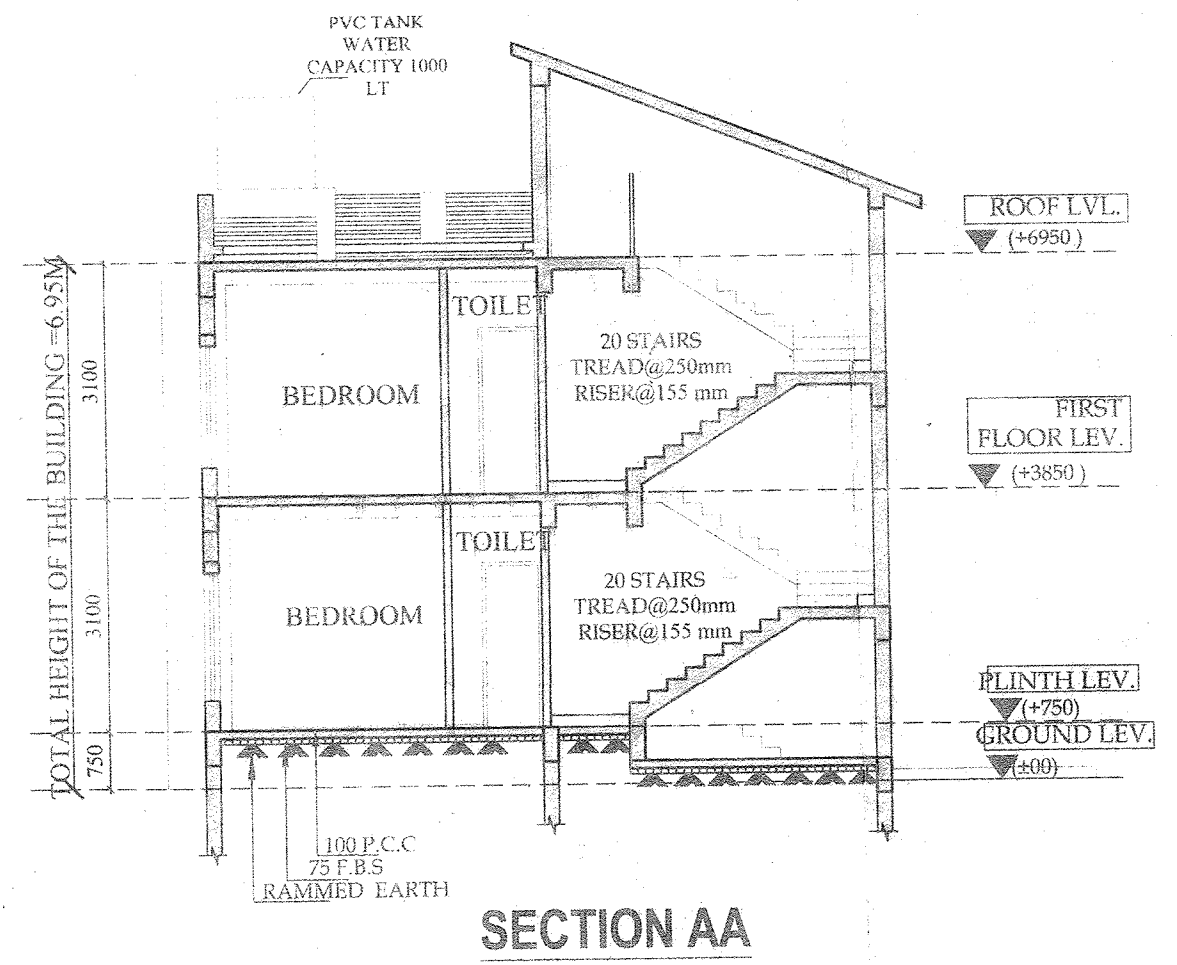 PVC TANK
WATER
CAPACITY 1000
LT
ROOF LVL.
(+6950)
TOILET
20 STAIRS
TREAD@250mm
RISER@155 mm
BEDROOM
3100
FIRST
FLOOR LEV.
(+3850)
TOTAL HEIGHT OF THE BUILDING =6.95M
TOILET
20 STAIRS
TREAD@250mm
RISER@155 mm
BEDROOM
3100
PLINTH LEV.
(+750)
GROUND LEV.
(±00)
750
100 P.C.C
75 F.B.S
RAMMED EARTH
SECTION AA